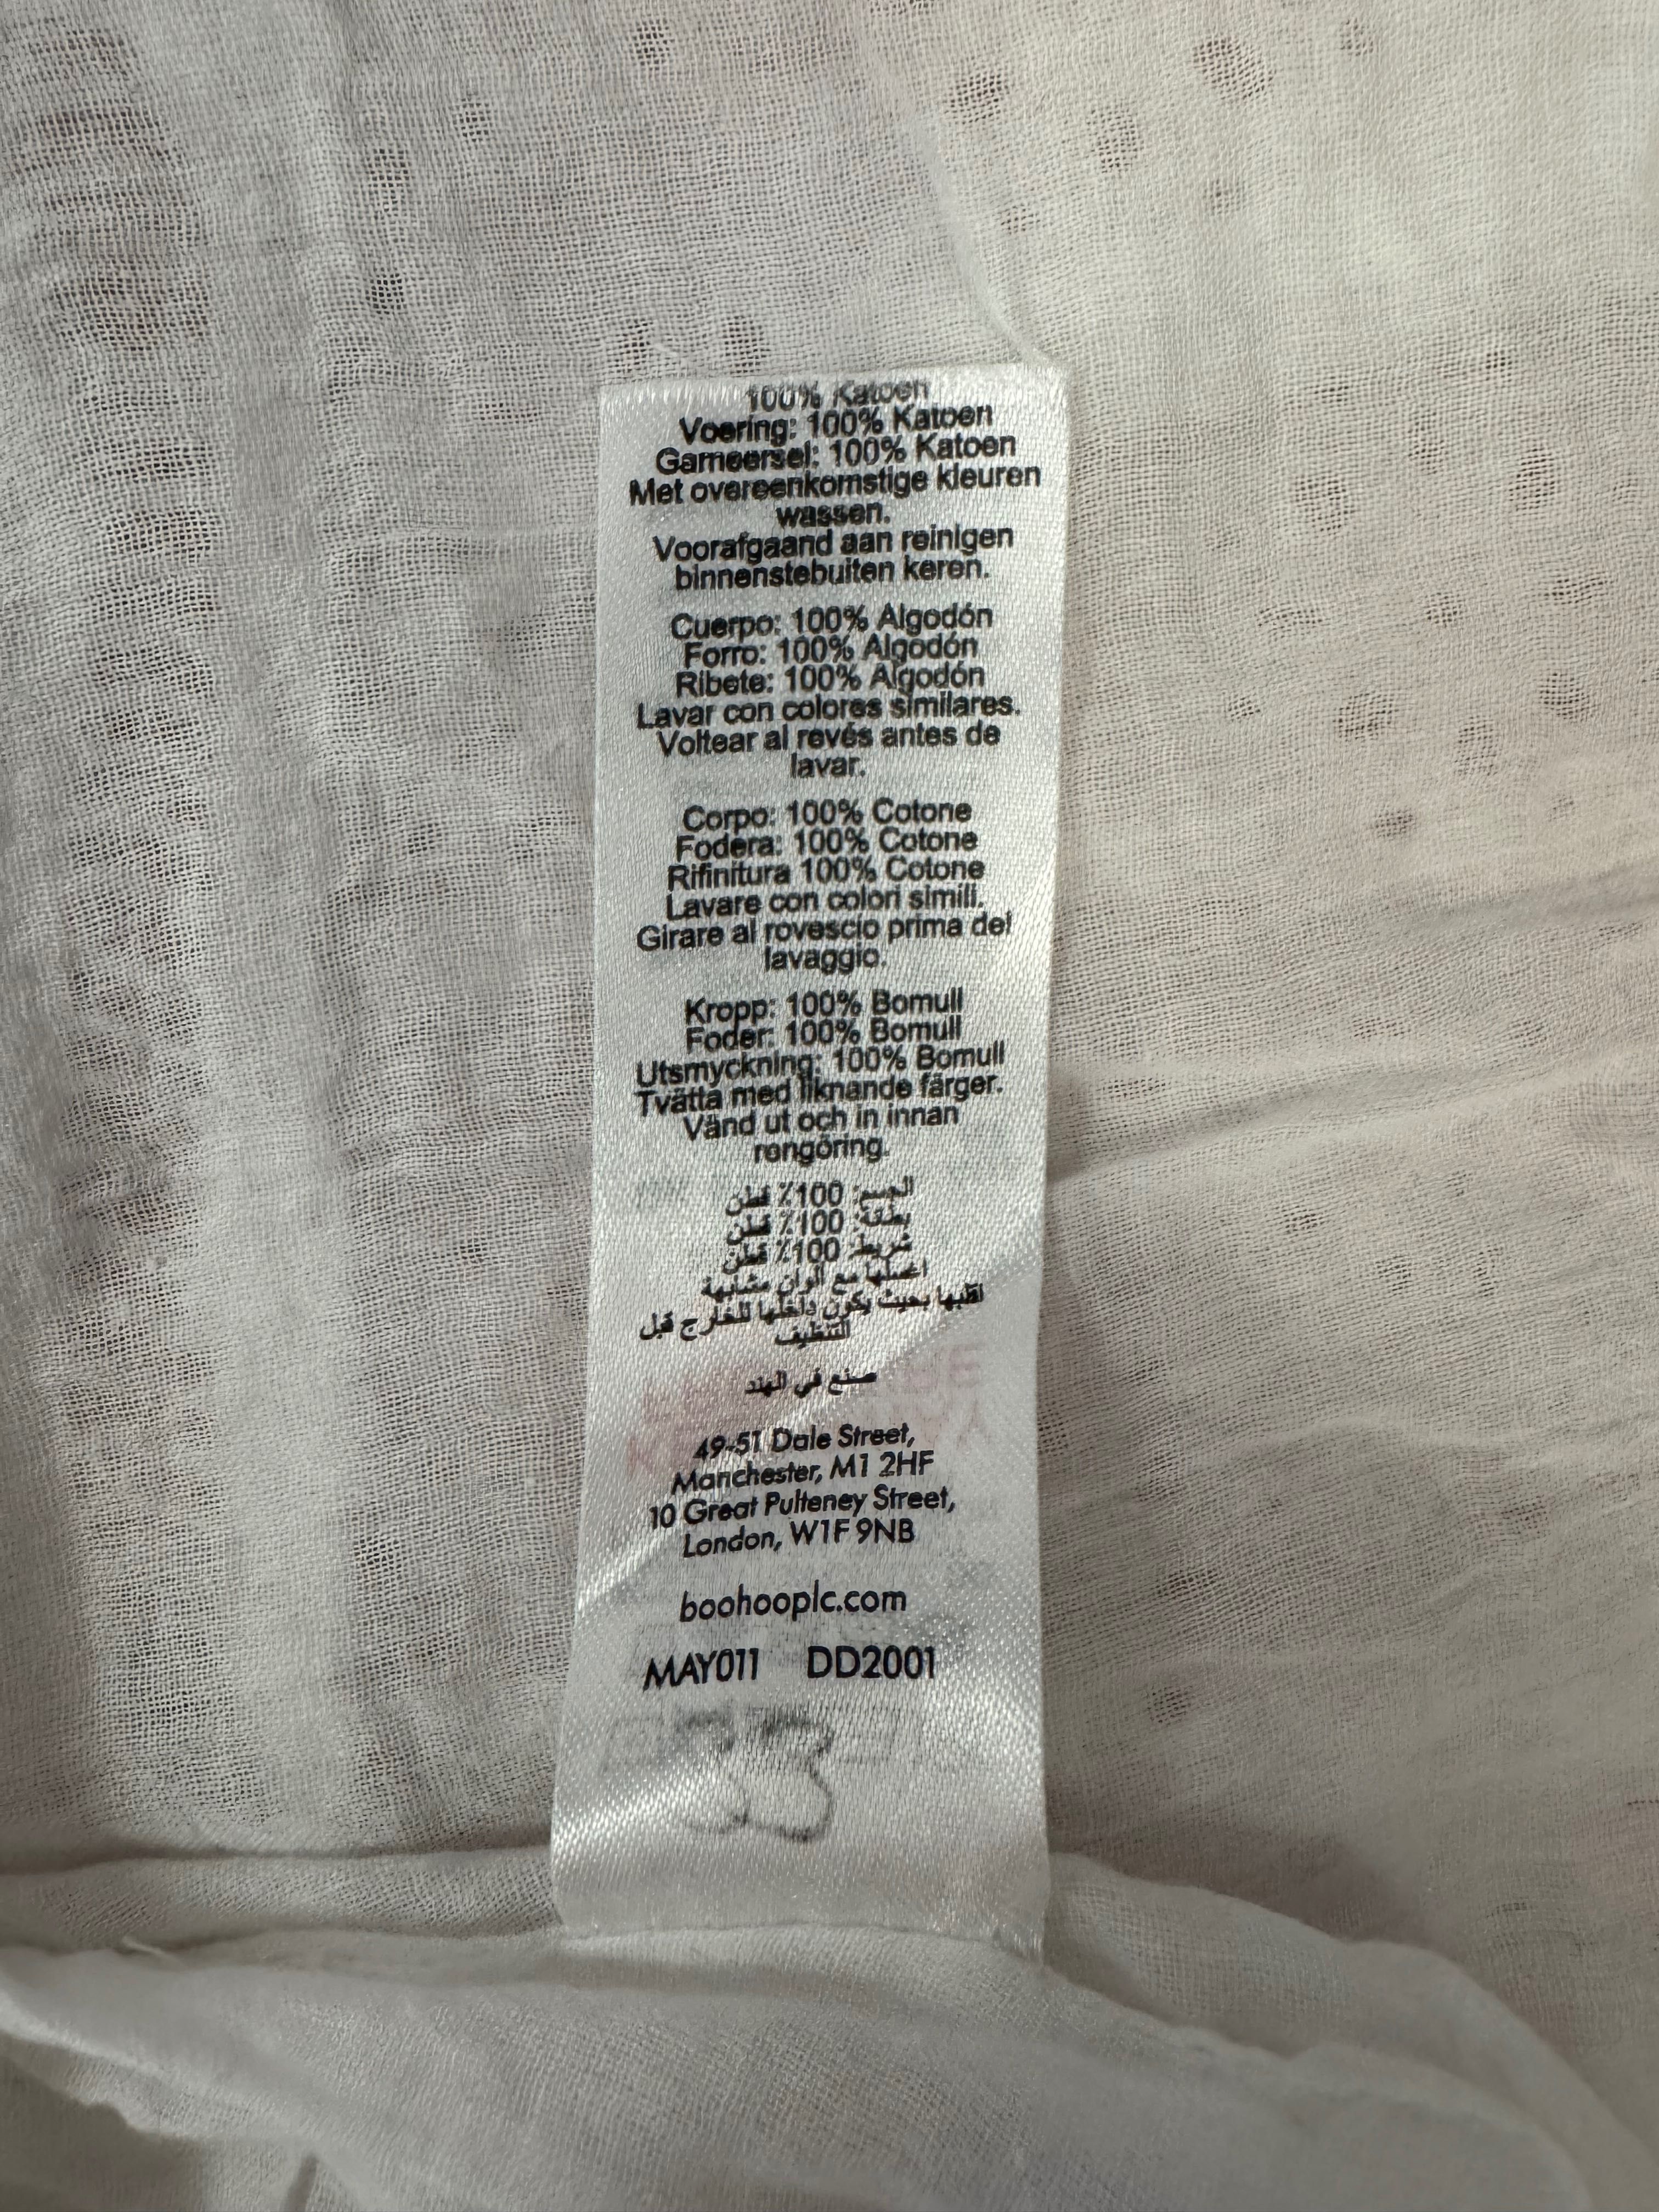 100% Katoen
Voering: 100% Katoen
Garneersel: 100% Katoen
Met overeenkomstige kleuren
wassen.
Voorafgaand aan reinigen
binnenstebuiten keren.
Cuerpo: 100% Algodón
Forro: 100% Algodón
Ribete: 100% Algodón
Lavar con colores similares.
Voltear al revés antes de
lavar.
Corpo: 100% Cotone
Fodera: 100% Cotone
Rifinitura 100% Cotone
Lavare con colori simili.
Girare al rovescio prima del
lavaggio.
Kropp: 100% Bomull
Foder: 100% Bomull
Utsmyckning: 100% Bomull
Tvätta med liknande färger.
Vänd ut och in innan
rengöring.
الجسم: 100٪ قطن
بطانة: 100٪ قطن
شريط: 100٪ قطن
اغسلها مع ألوان مشابهة
اقلبها بحيث يكون داخلها للخارج قبل
التنظيف
صنع في الهند
49-51 Dale Street,
Manchester, M1 2HF
10 Great Pulteney Street,
London, W1F 9NB
boohooplc.com
MAY011 DD2001